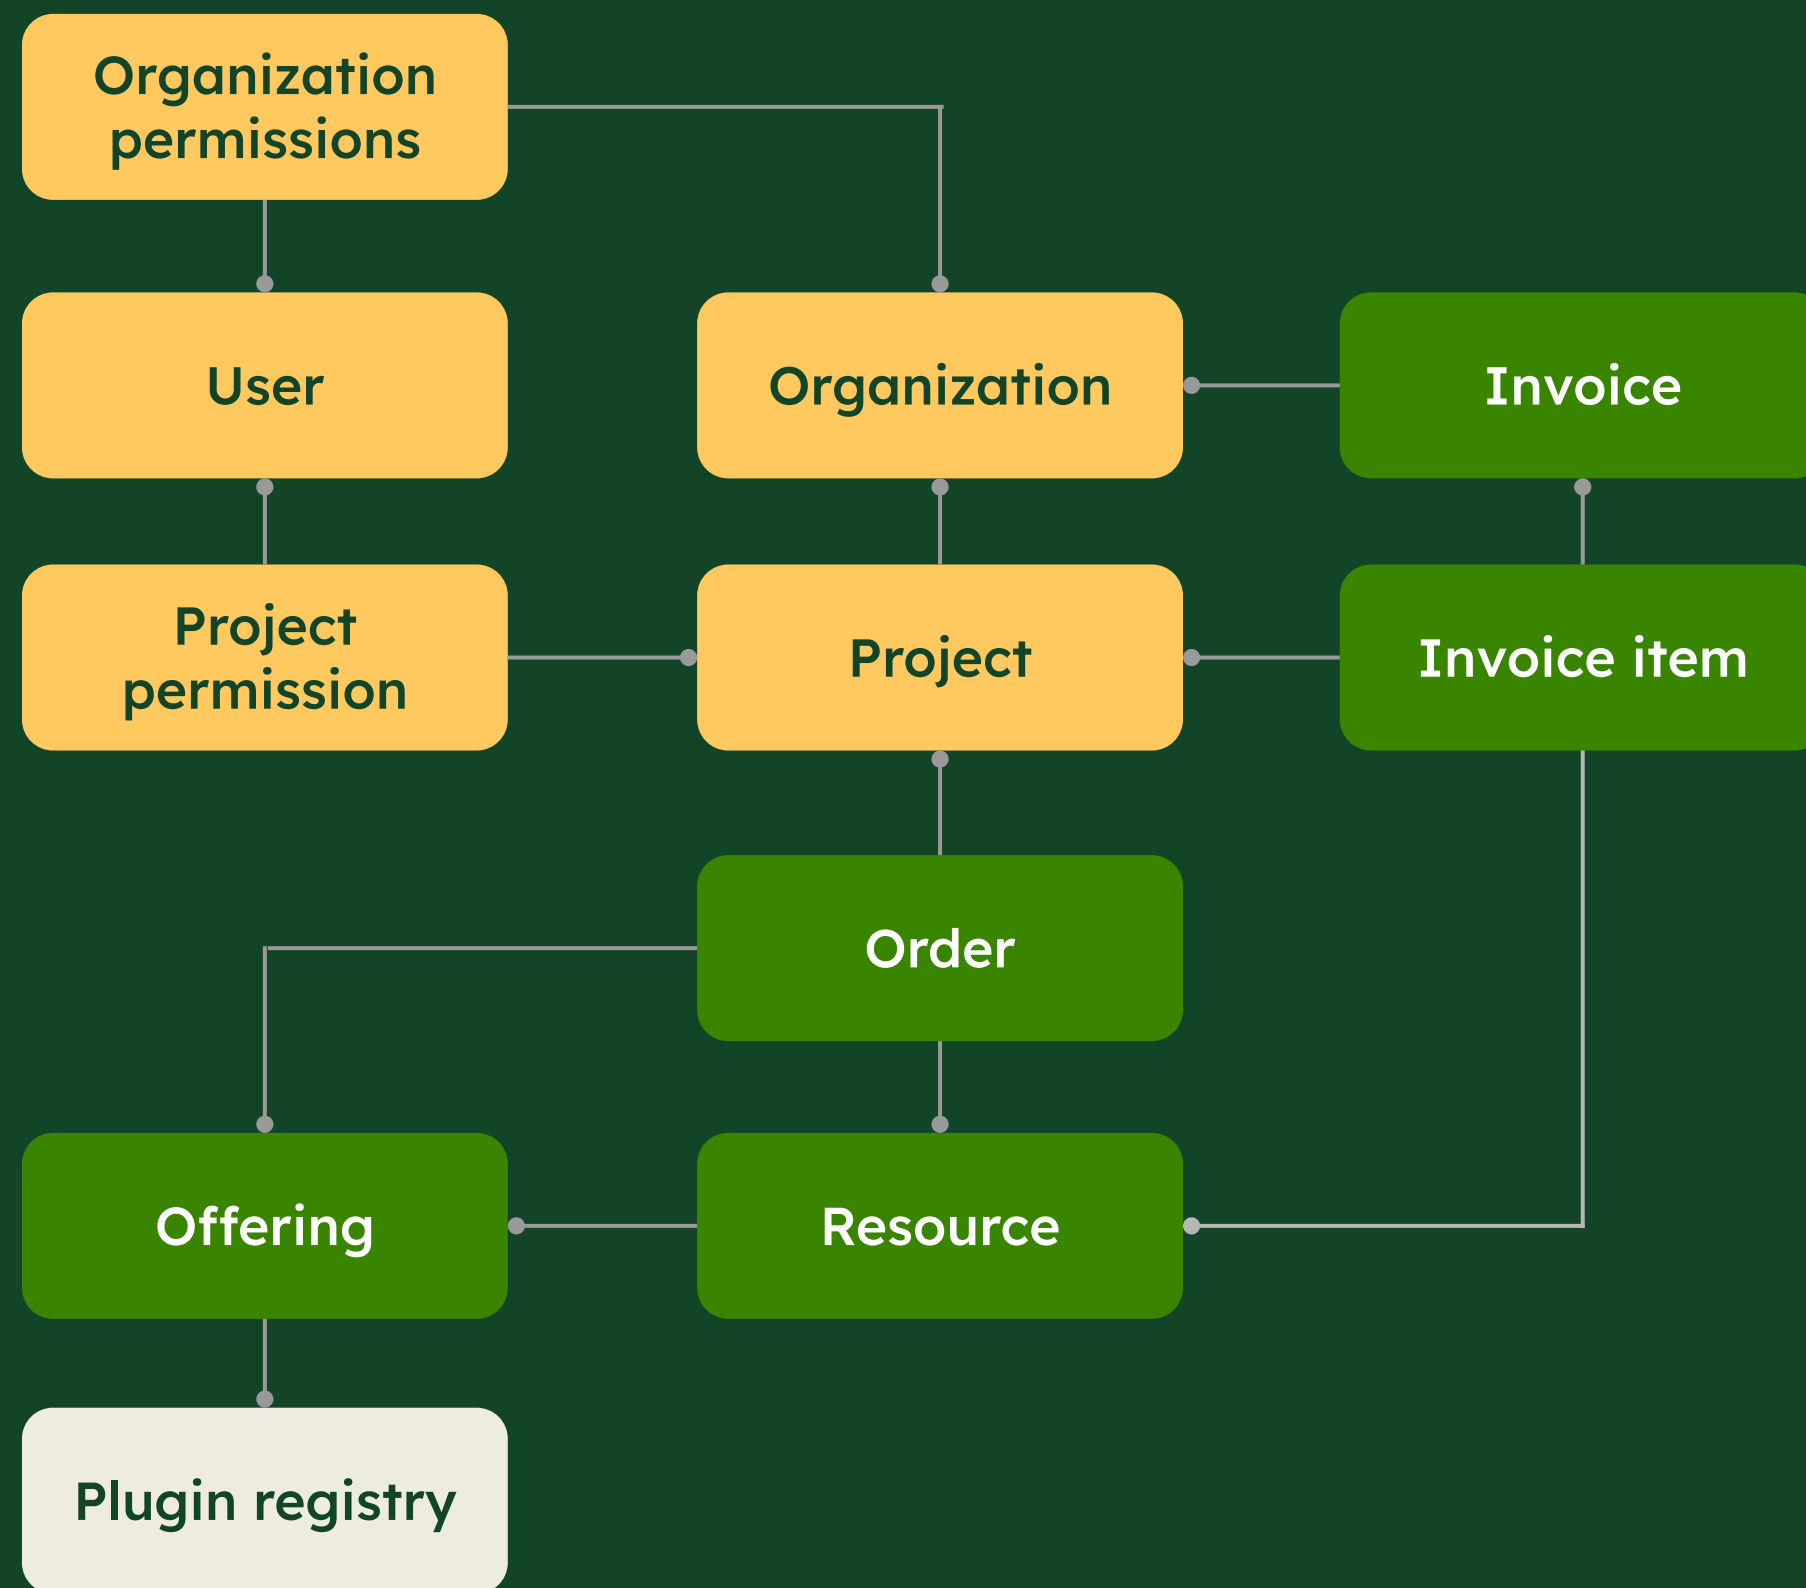 Organization
permissions
User
Organization
Invoice
Project
permission
Project
Invoice item
Order
Offering
Resource
Plugin registry